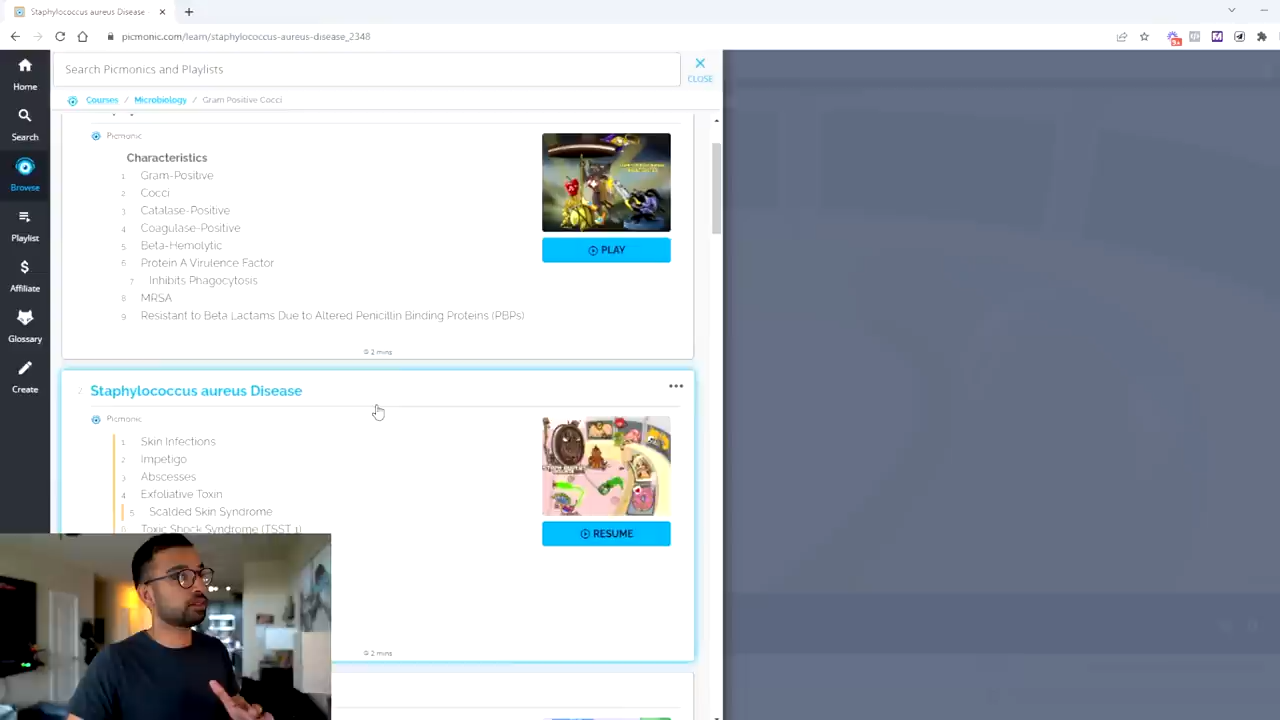 Staphylococcus aureus Disease
picmonic.com/learn/staphylococcus-aureus-disease_2348
Home
Search
Browse
Playlist
Affiliate
Glossary
Create
Search Picmonics and Playlists
CLOSE
Courses / Microbiology / Gram Positive Cocci
Picmonic
Characteristics
1 Gram-Positive
2 Cocci
3 Catalase-Positive
4 Coagulase-Positive
5 Beta-Hemolytic
6 Protein A Virulence Factor
7 Inhibits Phagocytosis
8 MRSA
9 Resistant to Beta Lactams Due to Altered Penicillin Binding Proteins (PBPs)
PLAY
2 mins
Staphylococcus aureus Disease
Picmonic
1 Skin Infections
2 Impetigo
3 Abscesses
4 Exfoliative Toxin
5 Scalded Skin Syndrome
Toxic Shock Syndrome (TSST 1)
RESUME
2 mins